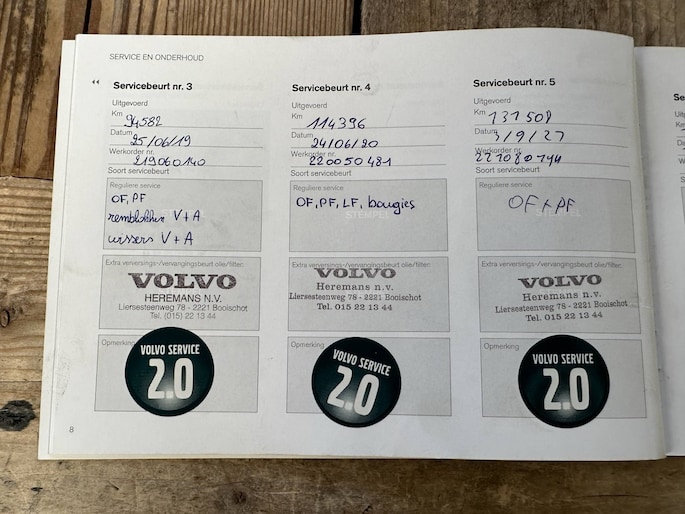 SERVICE EN ONDERHOUD
Servicebeurt nr. 3
Uitgevoerd
Km 94582
Datum 25/06/19
Werkorder nr. 219060140
Soort servicebeurt
Reguliere service
OF, PF
remblokken V+A
wissers V+A
Extra verversings-/vervangingsbeurt olie/filter:
VOLVO
HEREMANS N.V.
Liersesteenweg 78 - 2221 Booischot
Tel. (015) 22 13 44
Opmerking
VOLVO SERVICE
2.0
Servicebeurt nr. 4
Uitgevoerd
Km 114396
Datum 24/06/20
Werkorder nr. 220050481
Soort servicebeurt
Reguliere service
OF, PF, LF, bougies
STEMPEL
Extra verversings-/vervangingsbeurt olie/filter:
VOLVO
Heremans n.v.
Liersesteenweg 78 - 2221 Booischot
Tel. 015 22 13 44
Opmerking
VOLVO SERVICE
2.0
Servicebeurt nr. 5
Uitgevoerd
Km 131508
Datum
Werkorder nr.
Soort servicebeurt
Reguliere service
OF + PF
STEMPEL
Extra verversings-/vervangingsbeurt olie/filter:
VOLVO
Heremans n.v.
Liersesteenweg 78 - 2221 Booischot
Tel. 015 22 13 44
Opmerking
VOLVO SERVICE
2.0
8